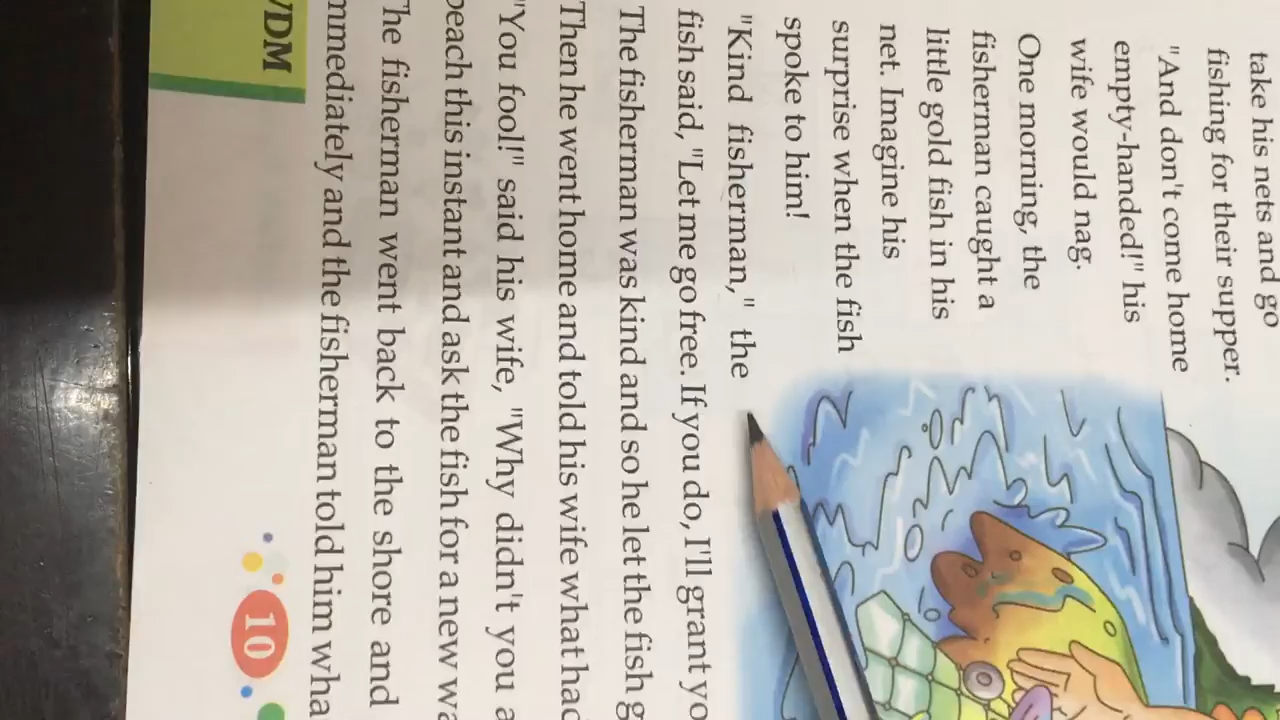 take his nets and go
fishing for their supper.
"And don't come home
empty-handed!" his
wife would nag.
One morning, the
fisherman caught a
little gold fish in his
net. Imagine his
surprise when the fish
spoke to him!
"Kind fisherman," the
fish said, "Let me go free. If you do, I'll grant yo
The fisherman was kind and so he let the fish g
Then he went home and told his wife what had
"You fool!" said his wife, "Why didn't you a
beach this instant and ask the fish for a new wa
The fisherman went back to the shore and
mmediately and the fisherman told him wha
VDM
10